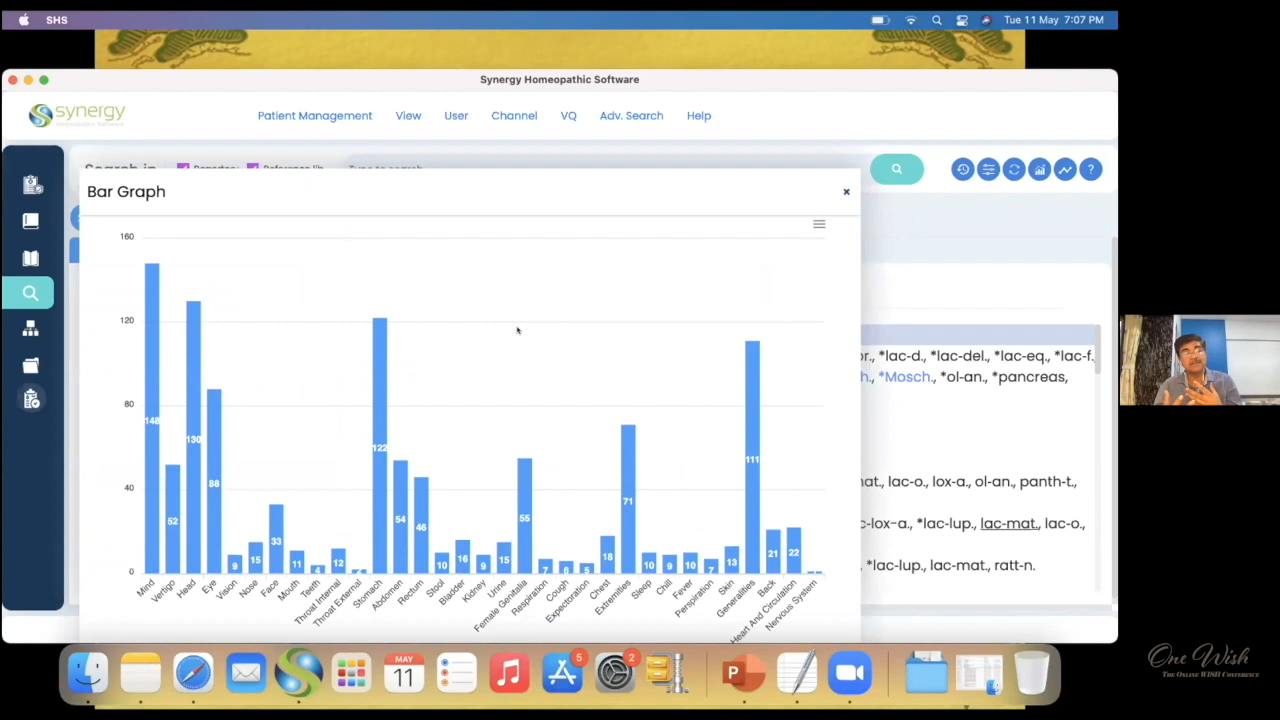 SHS
Tue 11 May 7:07 PM
Synergy Homeopathic Software
synergy
Patient Management View User Channel VQ Adv. Search Help
Bar Graph
160
120
80
40
0
148 52 130 88 9 15 33 11 4 12 122 54 46 10 16 9 15 55 7 6 5 18 71 10 9 10 7 13 111 21 22
Mind Vertigo Head Eye Vision Nose Face Mouth Teeth Throat Internal Throat External Stomach Abdomen Rectum Stool Bladder Kidney Urine Female Genitalia Respiration Cough Expectoration Chest Extremities Sleep Chill Fever Perspiration Skin Generalities Back Heart And Circulation Nervous System
*lac-d., *lac-del., *lac-eq., *lac-f.
*Mosch., *ol-an., *pancreas,
lac-o., lox-a., ol-an., panth-t.,
c-lox-a., *lac-lup., lac-mat., lac-o.,
*lac-lup., lac-mat., ratt-n.
MAY
11
5
2
One Wish
The Online WISH Conference